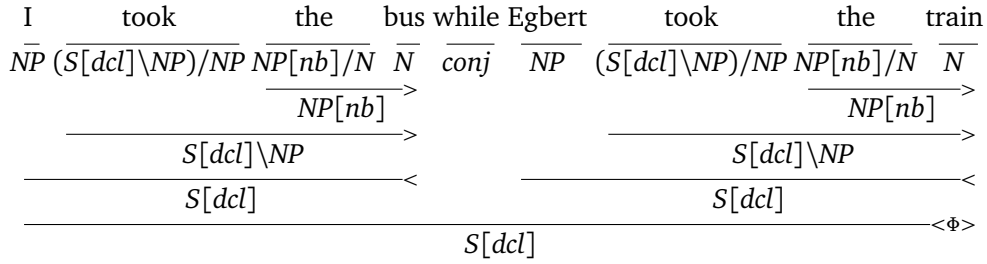 I took the bus while Egbert took the train
NP (S[dcl]\NP)/NP NP[nb]/N N conj NP (S[dcl]\NP)/NP NP[nb]/N N
> >
NP[nb] NP[nb]
> >
S[dcl]\NP S[dcl]\NP
< <
S[dcl] S[dcl]
<Φ>
S[dcl]